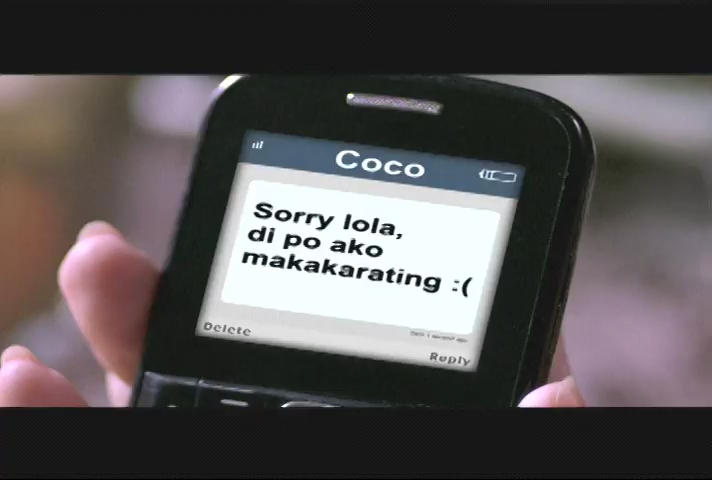 Coco
Sorry lola,
di po ako
makakarating :(
Delete
Reply